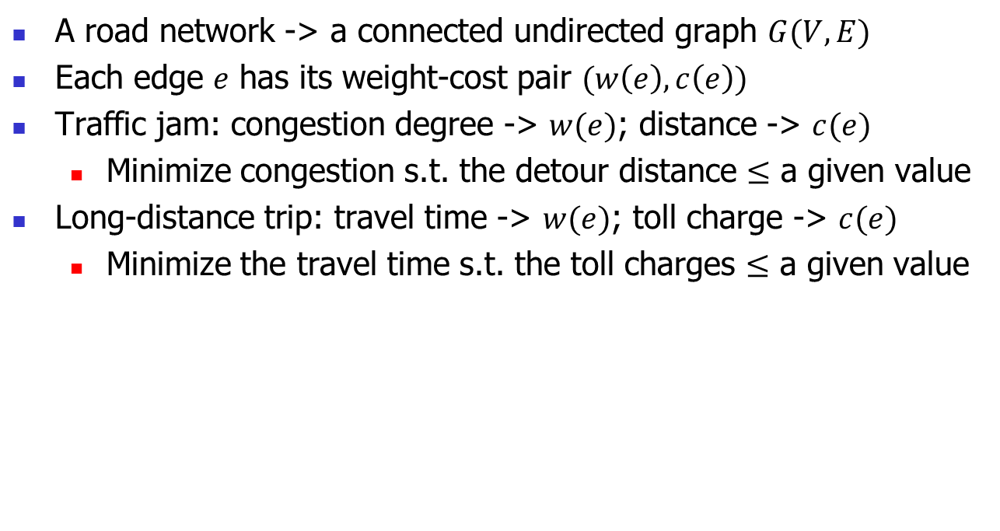 A road network -> a connected undirected graph G(V, E)
Each edge e has its weight-cost pair (w(e), c(e))
Traffic jam: congestion degree -> w(e); distance -> c(e)
Minimize congestion s.t. the detour distance ≤ a given value
Long-distance trip: travel time -> w(e); toll charge -> c(e)
Minimize the travel time s.t. the toll charges ≤ a given value